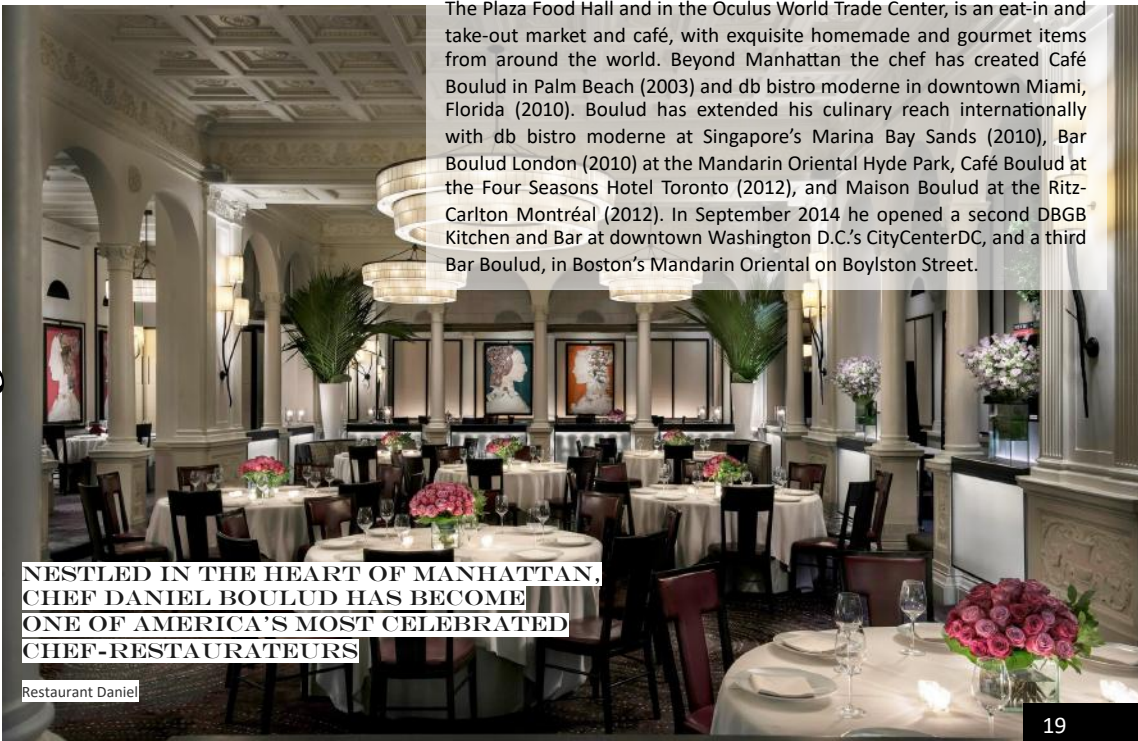 The Plaza Food Hall and in the Oculus World Trade Center, is an eat-in and
take-out market and café, with exquisite homemade and gourmet items
from around the world. Beyond Manhattan the chef has created Café
Boulud in Palm Beach (2003) and db bistro moderne in downtown Miami,
Florida (2010). Boulud has extended his culinary reach internationally
with db bistro moderne at Singapore’s Marina Bay Sands (2010), Bar
Boulud London (2010) at the Mandarin Oriental Hyde Park, Café Boulud at
the Four Seasons Hotel Toronto (2012), and Maison Boulud at the Ritz-
Carlton Montréal (2012). In September 2014 he opened a second DBGB
Kitchen and Bar at downtown Washington D.C.’s CityCenterDC, and a third
Bar Boulud, in Boston’s Mandarin Oriental on Boylston Street.
NESTLED IN THE HEART OF MANHATTAN,
CHEF DANIEL BOULUD HAS BECOME
ONE OF AMERICA’S MOST CELEBRATED
CHEF-RESTAURATEURS
Restaurant Daniel
19